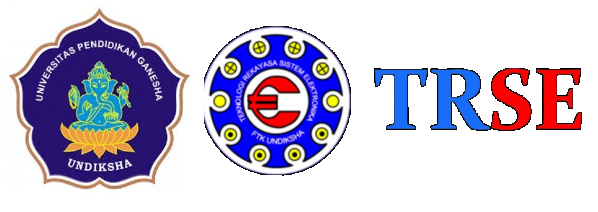 UNIVERSITAS PENDIDIKAN GANESHA
UNDIKSHA
TEKNOLOGI REKAYASA SISTEM ELEKTRONIKA
FTK UNDIKSHA
TRSE